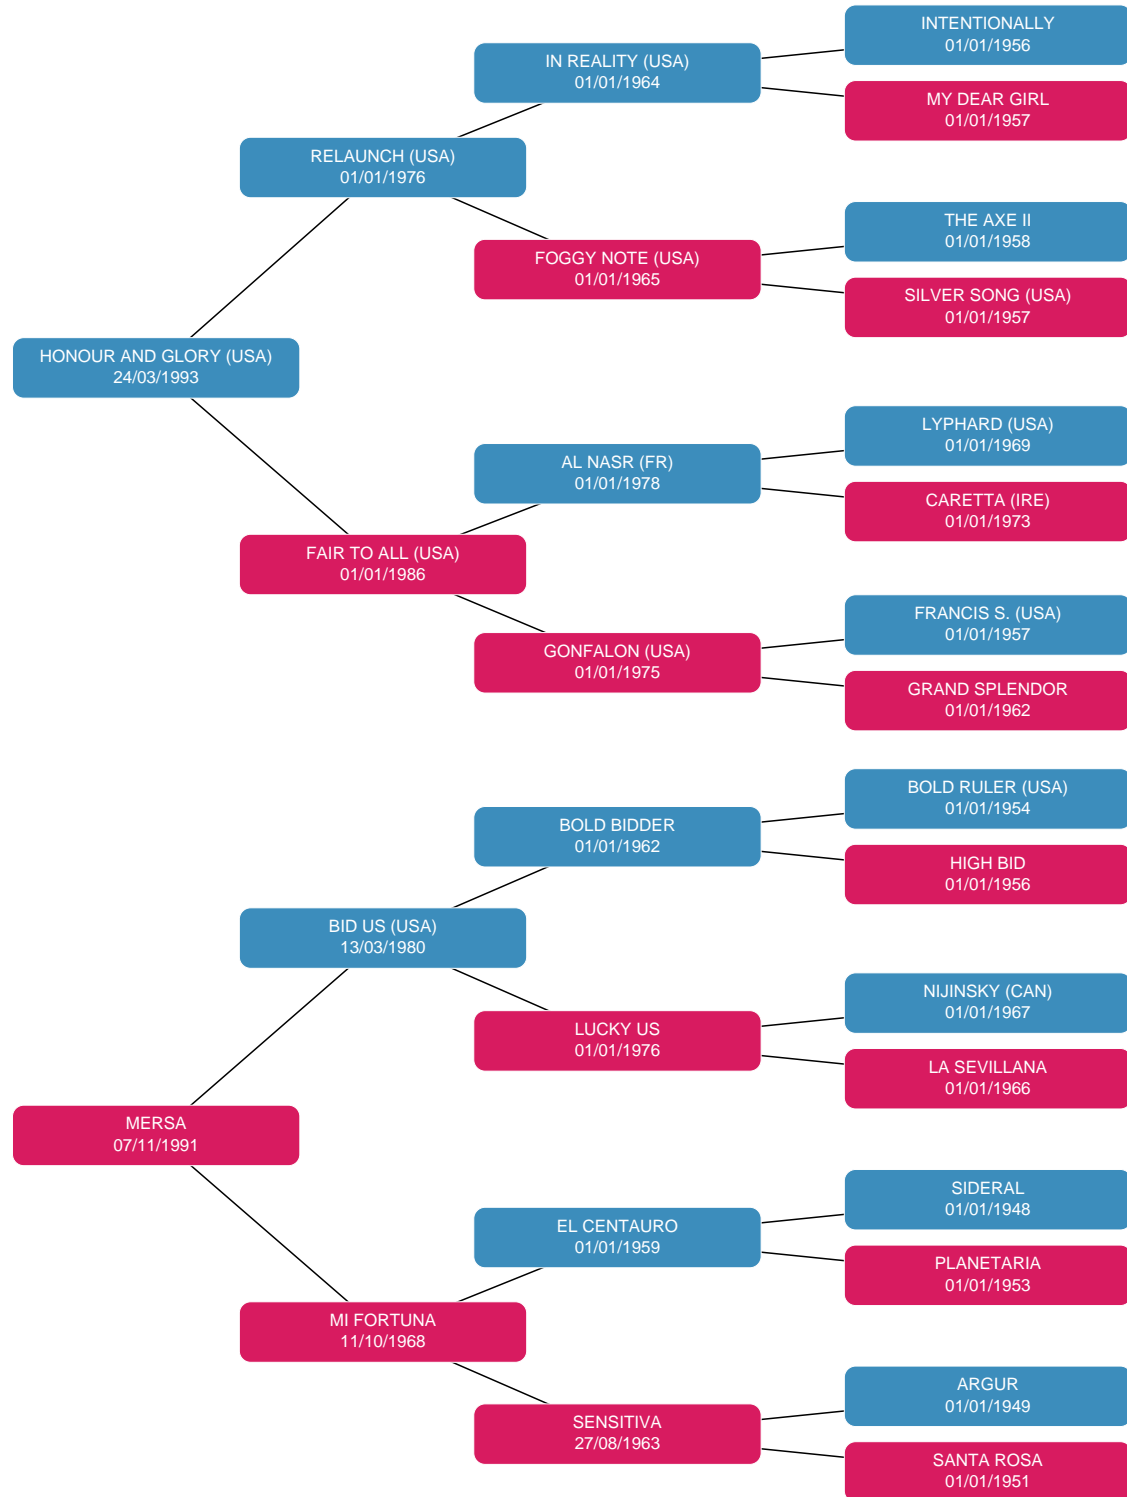 INTENTIONALLY
01/01/1956
IN REALITY (USA)
01/01/1964
MY DEAR GIRL
01/01/1957
RELAUNCH (USA)
01/01/1976
THE AXE II
01/01/1958
FOGGY NOTE (USA)
01/01/1965
SILVER SONG (USA)
01/01/1957
HONOUR AND GLORY (USA)
24/03/1993
LYPHARD (USA)
01/01/1969
AL NASR (FR)
01/01/1978
CARETTA (IRE)
01/01/1973
FAIR TO ALL (USA)
01/01/1986
FRANCIS S. (USA)
01/01/1957
GONFALON (USA)
01/01/1975
GRAND SPLENDOR
01/01/1962
BOLD RULER (USA)
01/01/1954
BOLD BIDDER
01/01/1962
HIGH BID
01/01/1956
BID US (USA)
13/03/1980
NIJINSKY (CAN)
01/01/1967
LUCKY US
01/01/1976
LA SEVILLANA
01/01/1966
MERSA
07/11/1991
SIDERAL
01/01/1948
EL CENTAURO
01/01/1959
PLANETARIA
01/01/1953
MI FORTUNA
11/10/1968
ARGUR
01/01/1949
SENSITIVA
27/08/1963
SANTA ROSA
01/01/1951